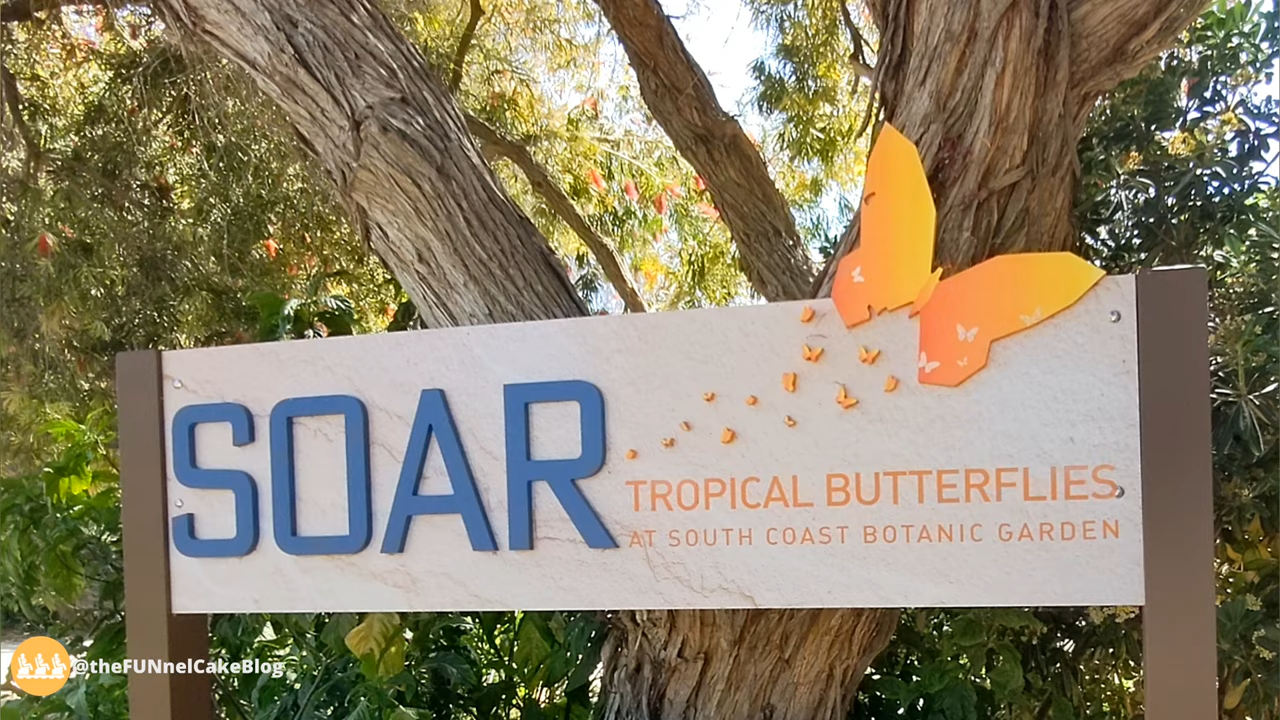 SOAR
TROPICAL BUTTERFLIES
AT SOUTH COAST BOTANIC GARDEN
@theFUNnelCakeBlog